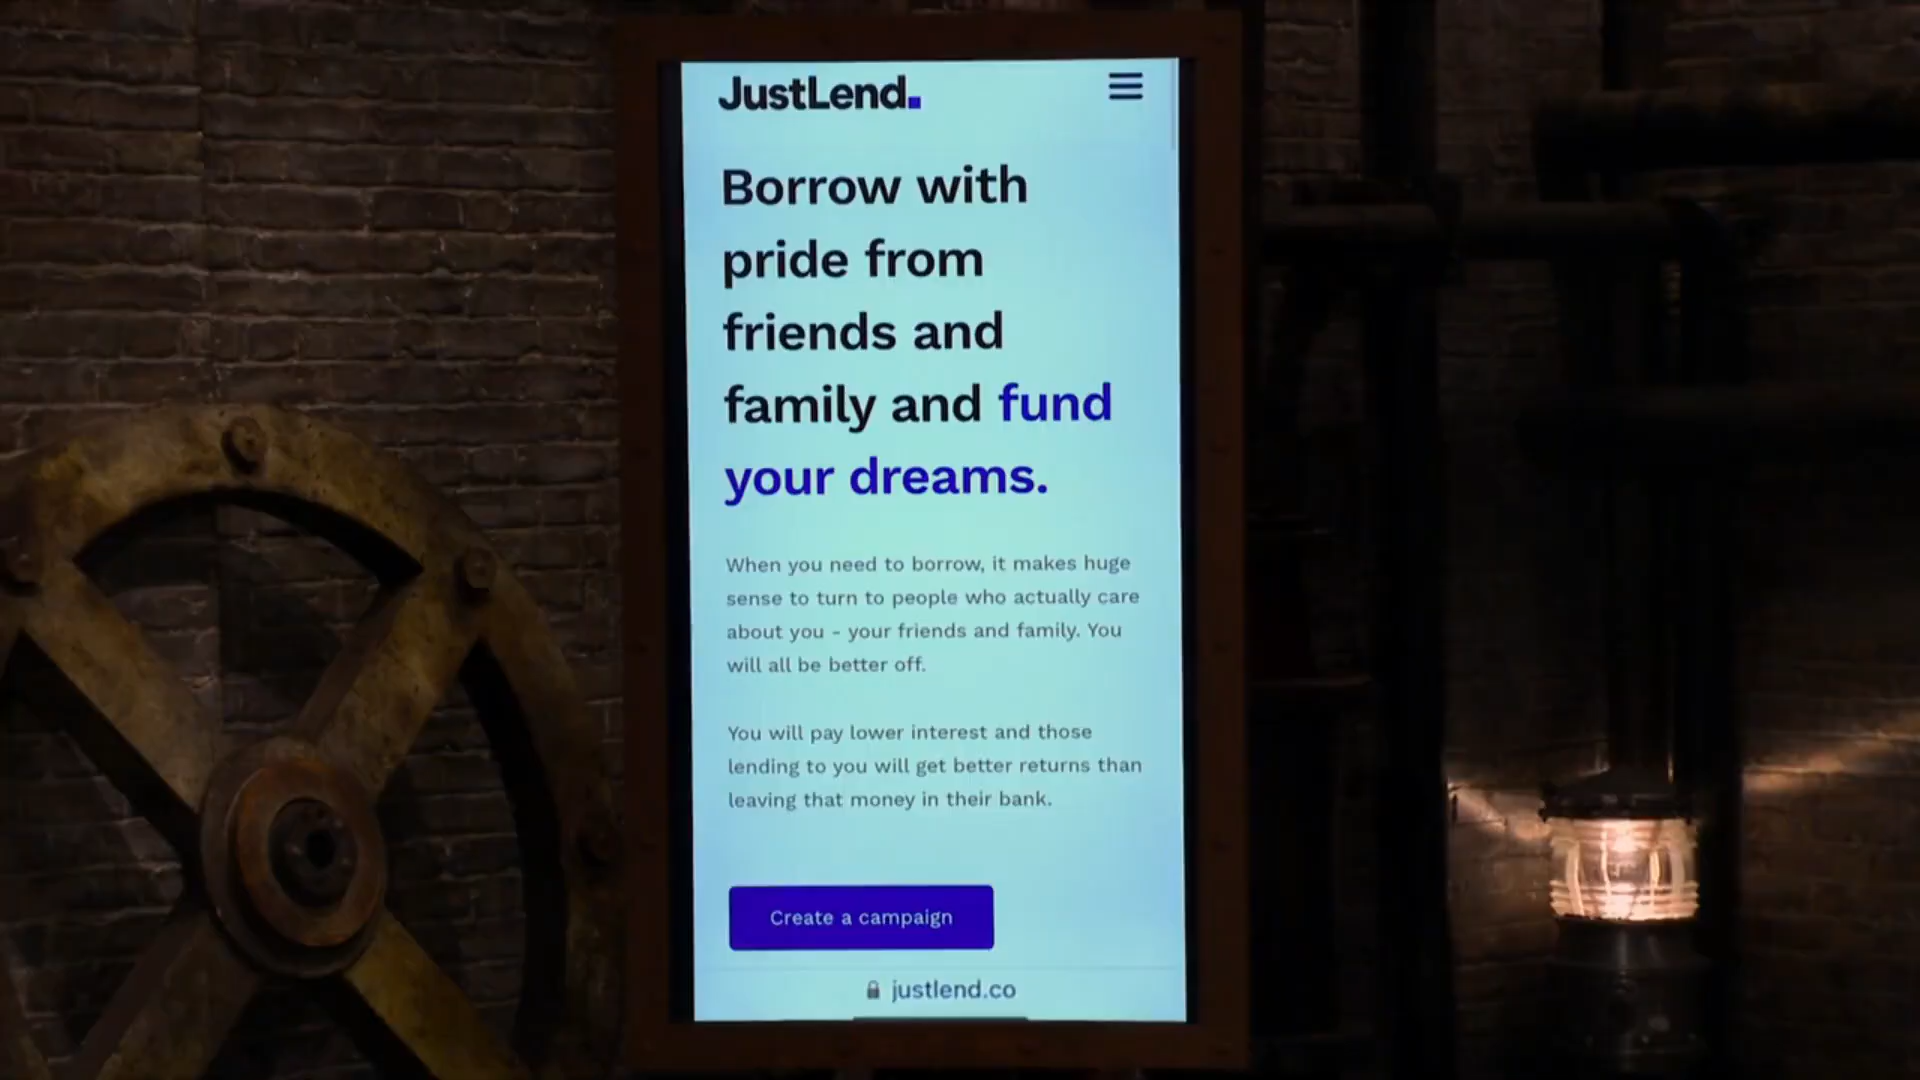 JustLend.
Borrow with
pride from
friends and
family and fund
your dreams.
When you need to borrow, it makes huge
sense to turn to people who actually care
about you - your friends and family. You
will all be better off.
You will pay lower interest and those
lending to you will get better returns than
leaving that money in their bank.
Create a campaign
justlend.co